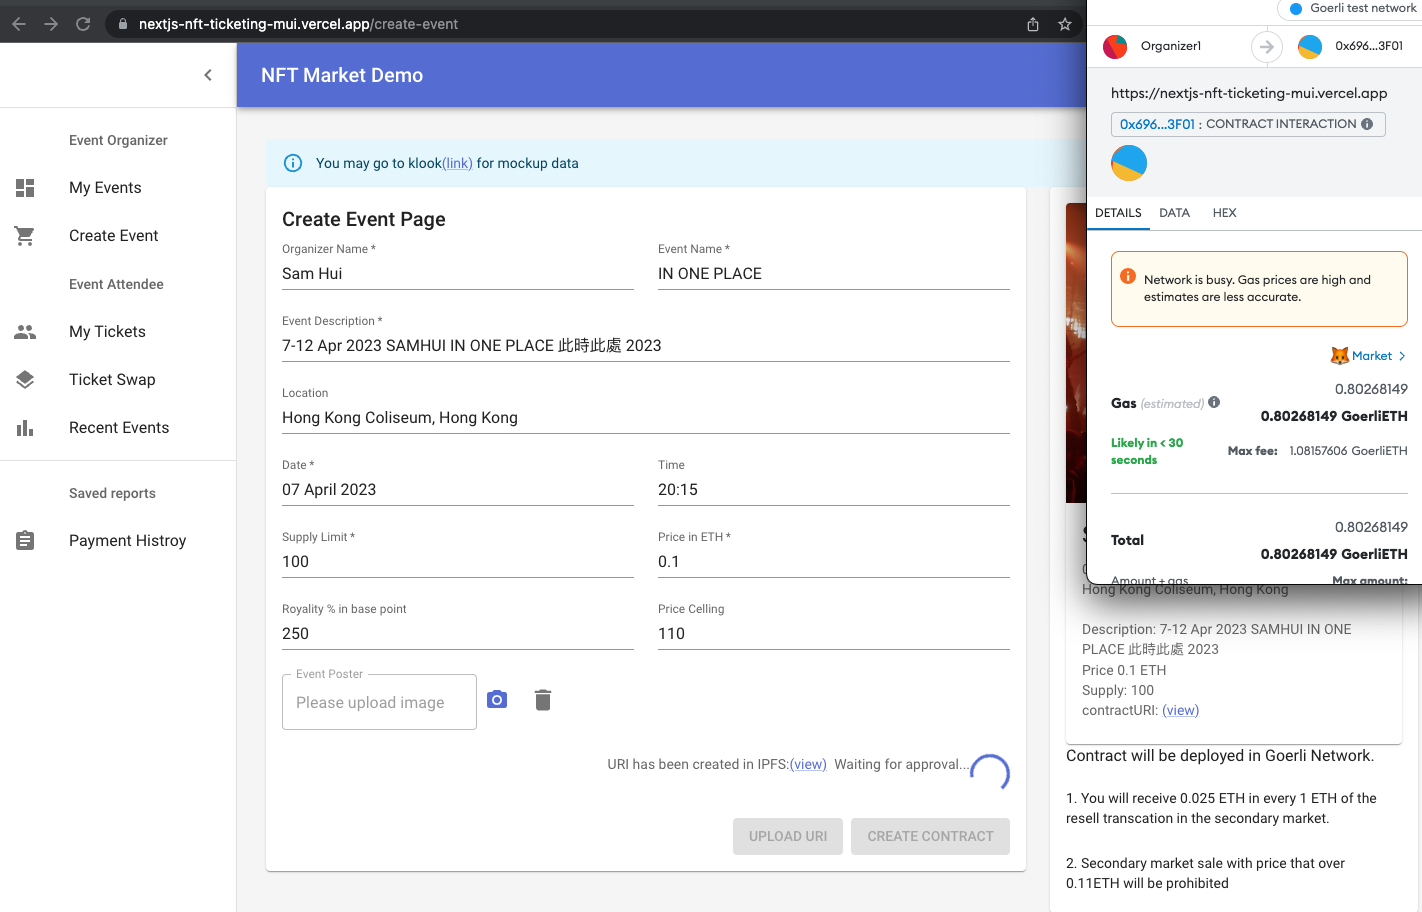 nextjs-nft-ticketing-mui.vercel.app/create-event
NFT Market Demo
Event Organizer
My Events
Create Event
Event Attendee
My Tickets
Ticket Swap
Recent Events
Saved reports
Payment Histroy
You may go to klook(link) for mockup data
Create Event Page
Organizer Name *
Sam Hui
Event Name *
IN ONE PLACE
Event Description *
7-12 Apr 2023 SAMHUI IN ONE PLACE 此時此處 2023
Location
Hong Kong Coliseum, Hong Kong
Date *
07 April 2023
Time
20:15
Supply Limit *
100
Price in ETH *
0.1
Royality % in base point
250
Price Celling
110
Event Poster
Please upload image
URI has been created in IPFS:(view) Waiting for approval...
UPLOAD URI
CREATE CONTRACT
Goerli test network
Organizer1
0x696...3F01
https://nextjs-nft-ticketing-mui.vercel.app
0x696...3F01 : CONTRACT INTERACTION
DETAILS
DATA
HEX
Network is busy. Gas prices are high and
estimates are less accurate.
Market >
0.80268149
Gas (estimated)
0.80268149 GoerliETH
Likely in < 30
seconds
Max fee: 1.08157606 GoerliETH
0.80268149
Total
0.80268149 GoerliETH
Amount + gas
Max amount:
Hong Kong Coliseum, Hong Kong
Description: 7-12 Apr 2023 SAMHUI IN ONE
PLACE 此時此處 2023
Price 0.1 ETH
Supply: 100
contractURI: (view)
Contract will be deployed in Goerli Network.
1. You will receive 0.025 ETH in every 1 ETH of the
resell transcation in the secondary market.
2. Secondary market sale with price that over
0.11ETH will be prohibited